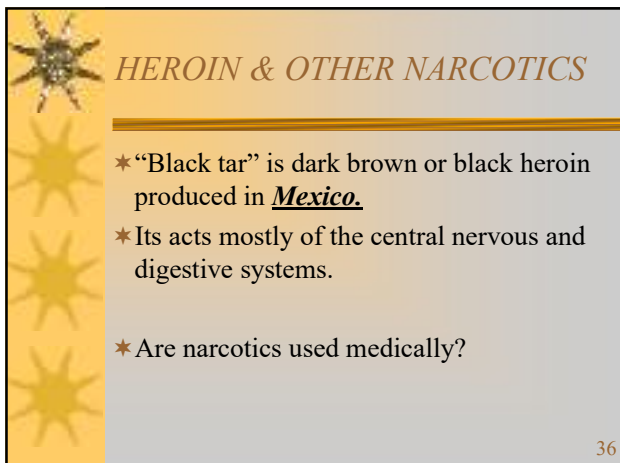 HEROIN & OTHER NARCOTICS
“Black tar” is dark brown or black heroin
produced in Mexico.
Its acts mostly of the central nervous and
digestive systems.
Are narcotics used medically?
36